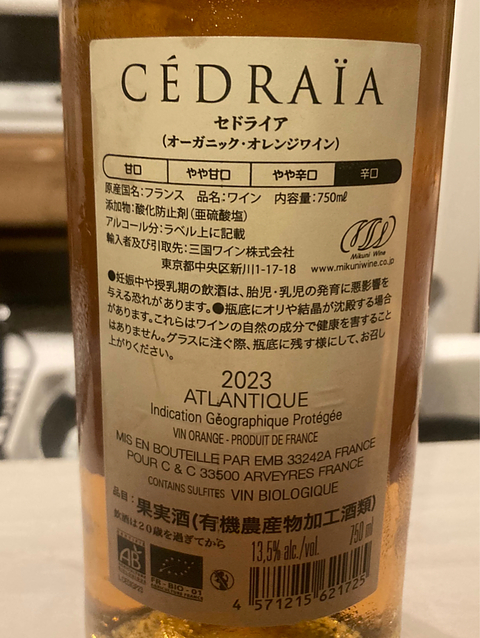 CÉDRAÏA
セドライア
(オーガニック・オレンジワイン)
甘口 やや甘口 やや辛口 辛口
原産国名:フランス 品名:ワイン 内容量:750mℓ
添加物:酸化防止剤(亜硫酸塩)
アルコール分:ラベル上に記載
輸入者及び引取先:三国ワイン株式会社
東京都中央区新川1-17-18
Mikuni Wine
www.mikuniwine.co.jp
●妊娠中や授乳期の飲酒は、胎児・乳児の発育に悪影響を
与える恐れがあります。●瓶底にオリや結晶が沈殿する場合
があります。これらはワインの自然の成分で健康を害すること
はありません。グラスに注ぐ際、瓶底に残す様にして、お召し
上がりください。
2023
ATLANTIQUE
Indication Géographique Protégée
VIN ORANGE - PRODUIT DE FRANCE
MIS EN BOUTEILLE PAR EMB 33242A FRANCE
POUR C & C 33500 ARVEYRES FRANCE
CONTAINS SULFITES VIN BIOLOGIQUE
品目:果実酒(有機農産物加工酒類)
飲酒は20歳を過ぎてから
13,5% alc./vol. 750 ml
AB
FR-BIO-01
4 571215 621725